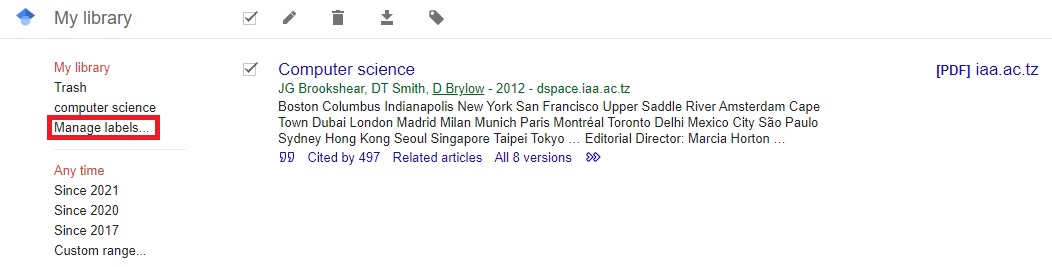 My library
My library
Trash
computer science
Manage labels...
Any time
Since 2021
Since 2020
Since 2017
Custom range...
Computer science
[PDF] iaa.ac.tz
JG Brookshear, DT Smith, D Brylow - 2012 - dspace.iaa.ac.tz
Boston Columbus Indianapolis New York San Francisco Upper Saddle River Amsterdam Cape
Town Dubai London Madrid Milan Munich Paris Montréal Toronto Delhi Mexico City São Paulo
Sydney Hong Kong Seoul Singapore Taipei Tokyo … Editorial Director: Marcia Horton …
Cited by 497 Related articles All 8 versions